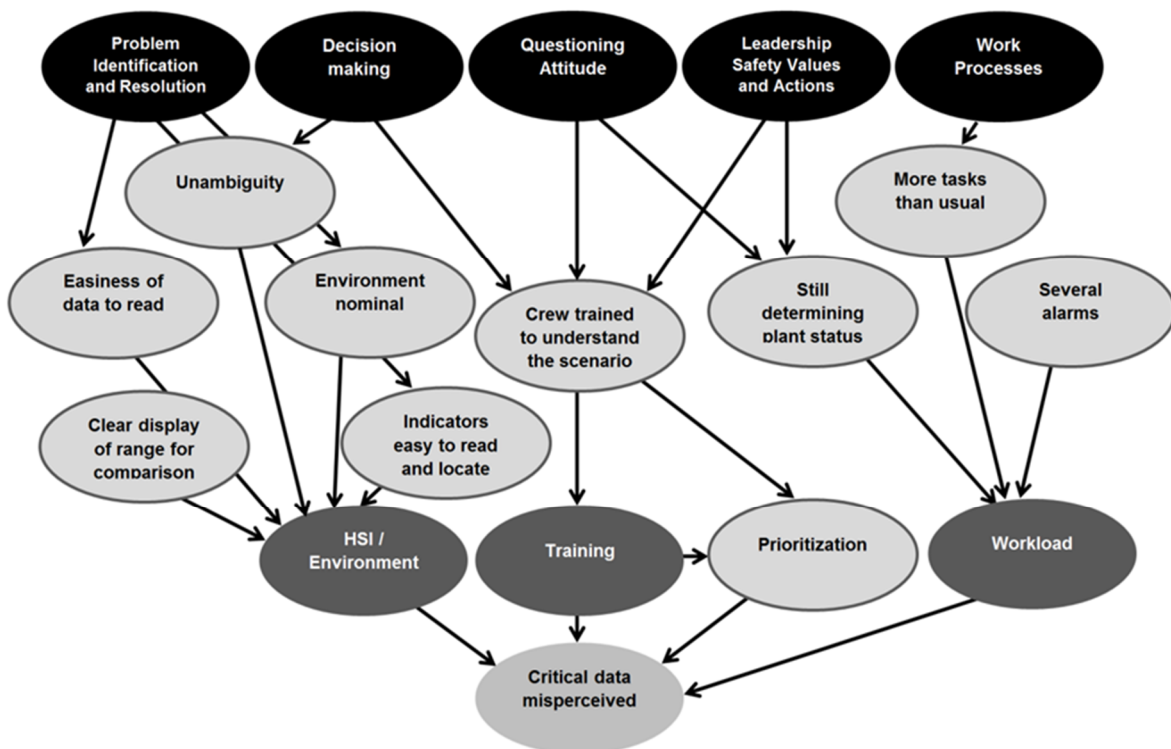 Problem
Identification
and Resolution
Decision
making
Questioning
Attitude
Leadership
Safety Values
and Actions
Work
Processes
Unambiguity
More tasks
than usual
Easiness of
data to read
Environment
nominal
Crew trained
to understand
the scenario
Still
determining
plant status
Several
alarms
Clear display
of range for
comparison
Indicators
easy to read
and locate
HSI /
Environment
Training
Prioritization
Workload
Critical data
misperceived